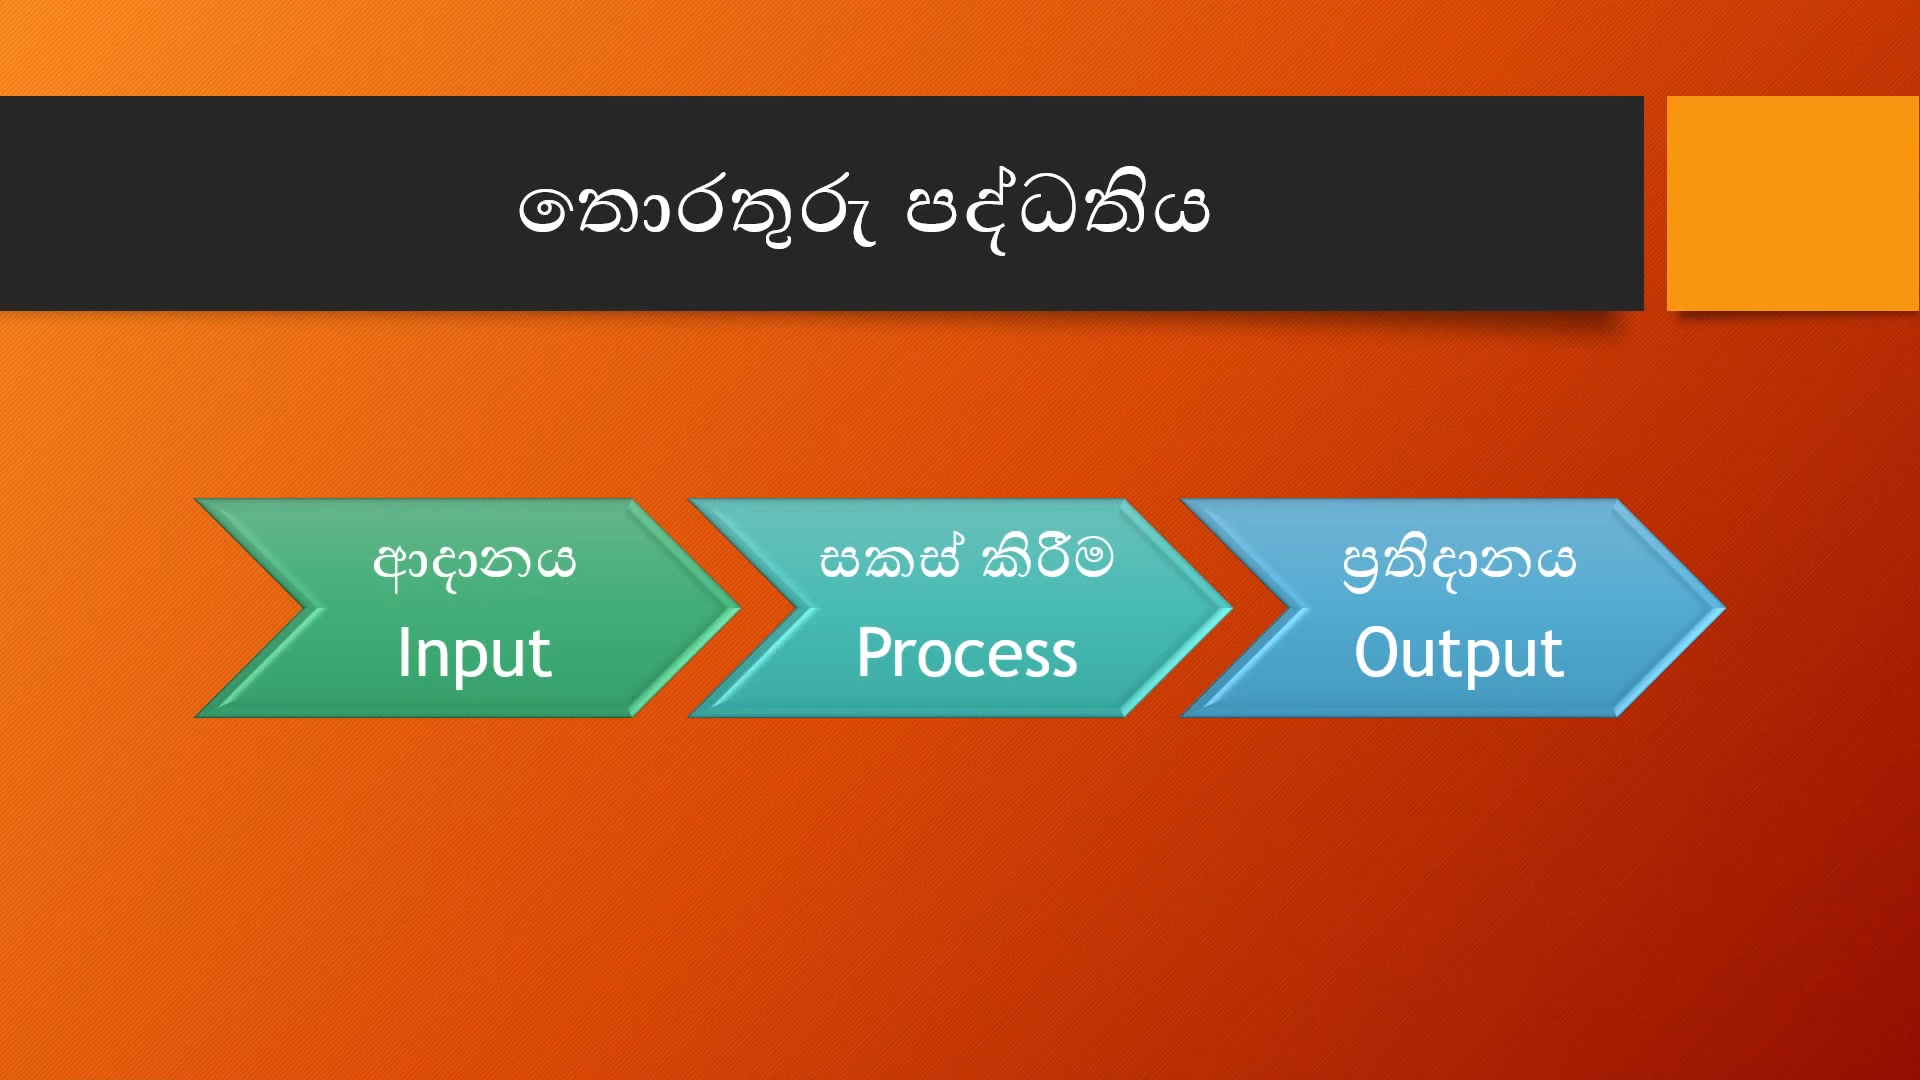 තොරතුරු පද්ධතිය
ආදානය
Input
සකස් කිරීම
Process
ප්‍රතිදානය
Output